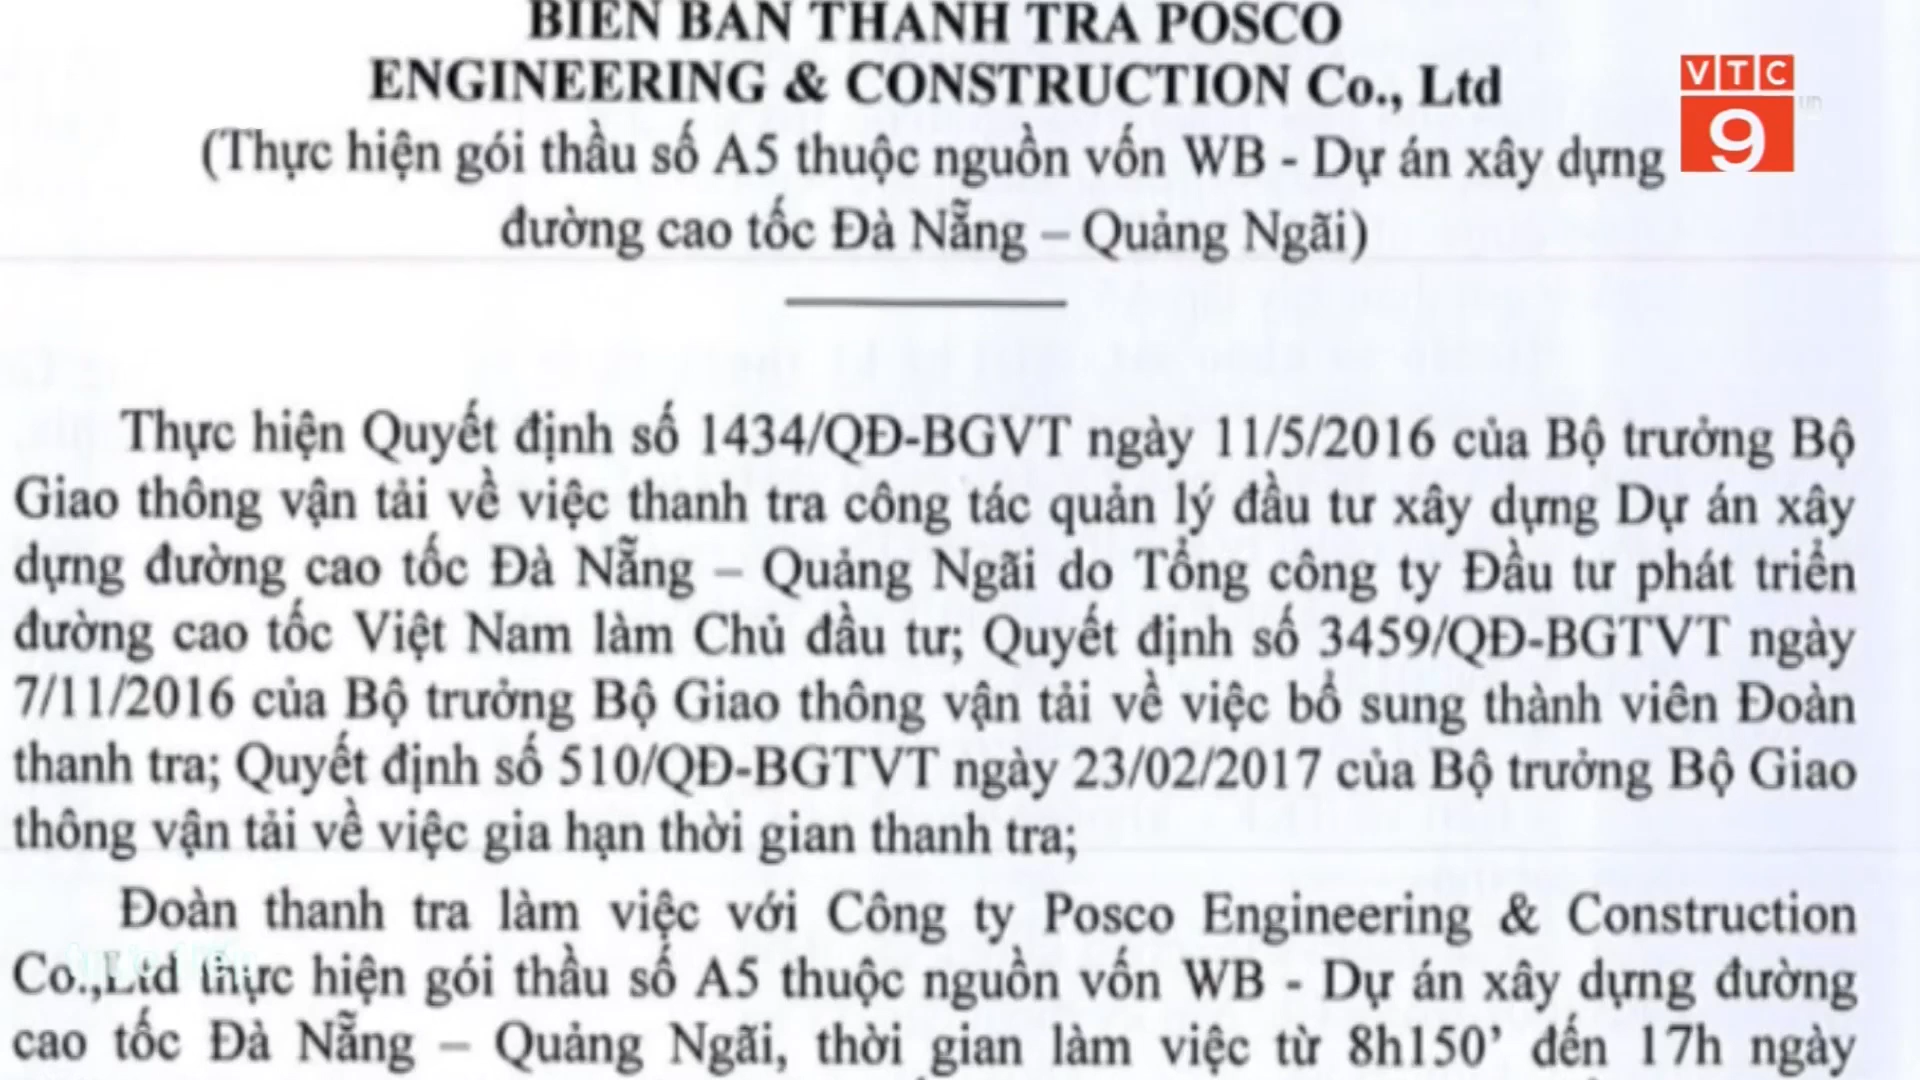 BIÊN BẢN THANH TRA POSCO
ENGINEERING & CONSTRUCTION Co., Ltd
(Thực hiện gói thầu số A5 thuộc nguồn vốn WB - Dự án xây dựng
đường cao tốc Đà Nẵng – Quảng Ngãi)
VTC
9
Thực hiện Quyết định số 1434/QĐ-BGVT ngày 11/5/2016 của Bộ trưởng Bộ
Giao thông vận tải về việc thanh tra công tác quản lý đầu tư xây dựng Dự án xây
dựng đường cao tốc Đà Nẵng – Quảng Ngãi do Tổng công ty Đầu tư phát triển
đường cao tốc Việt Nam làm Chủ đầu tư; Quyết định số 3459/QĐ-BGTVT ngày
7/11/2016 của Bộ trưởng Bộ Giao thông vận tải về việc bổ sung thành viên Đoàn
thanh tra; Quyết định số 510/QĐ-BGTVT ngày 23/02/2017 của Bộ trưởng Bộ Giao
thông vận tải về việc gia hạn thời gian thanh tra;
Đoàn thanh tra làm việc với Công ty Posco Engineering & Construction
Co.,Ltd thực hiện gói thầu số A5 thuộc nguồn vốn WB - Dự án xây dựng đường
cao tốc Đà Nẵng – Quảng Ngãi, thời gian làm việc từ 8h150’ đến 17h ngày